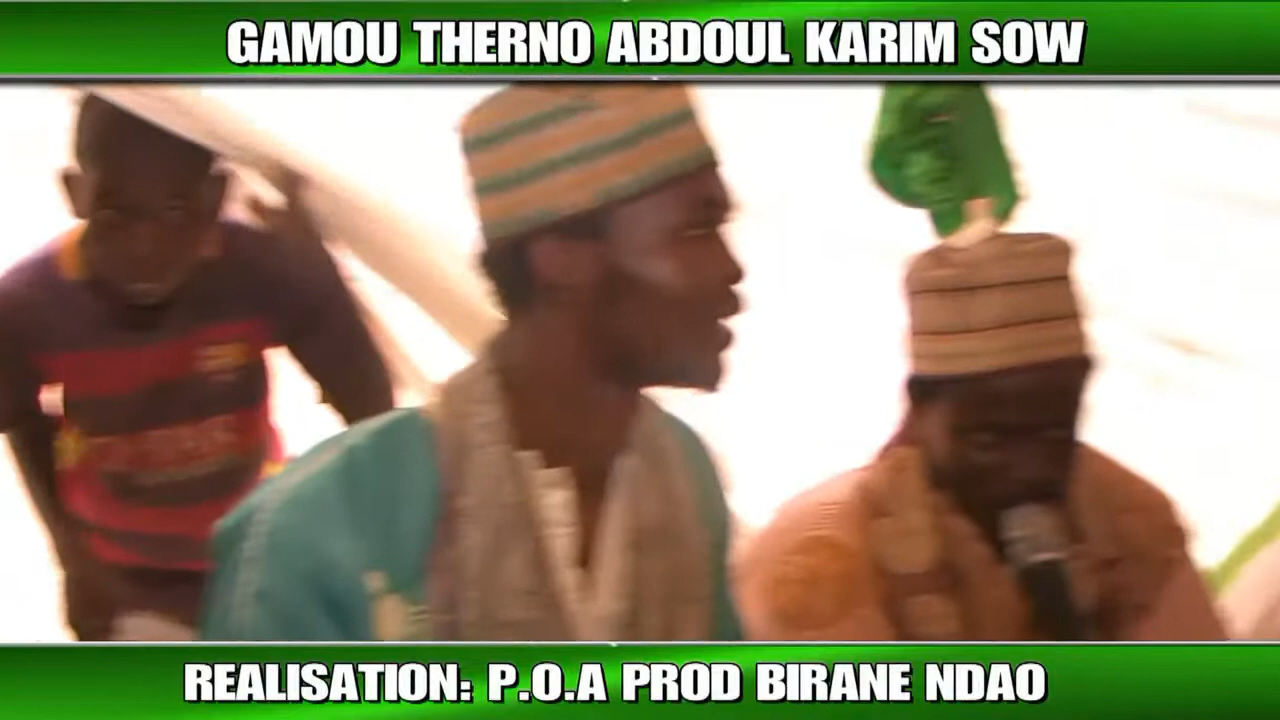 GAMOU THERNO ABDOUL KARIM SOW
REALISATION: P.O.A PROD BIRANE NDAO